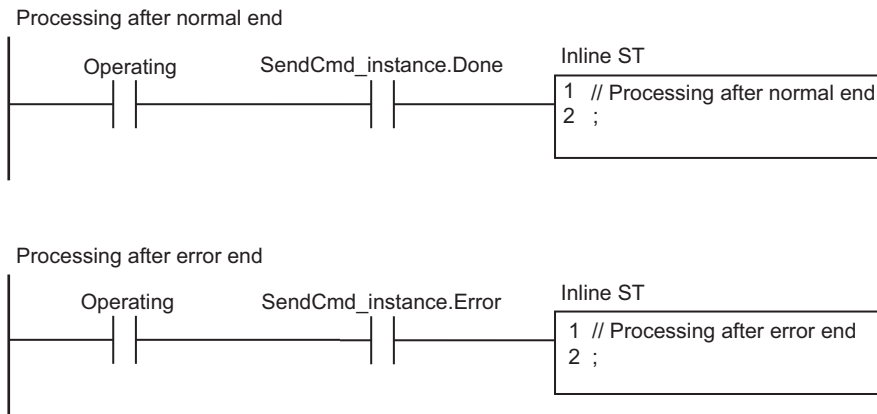 Processing after normal end
Operating
SendCmd_instance.Done
Inline ST
1 // Processing after normal end
2 ;
Processing after error end
Operating
SendCmd_instance.Error
Inline ST
1 // Processing after error end
2 ;